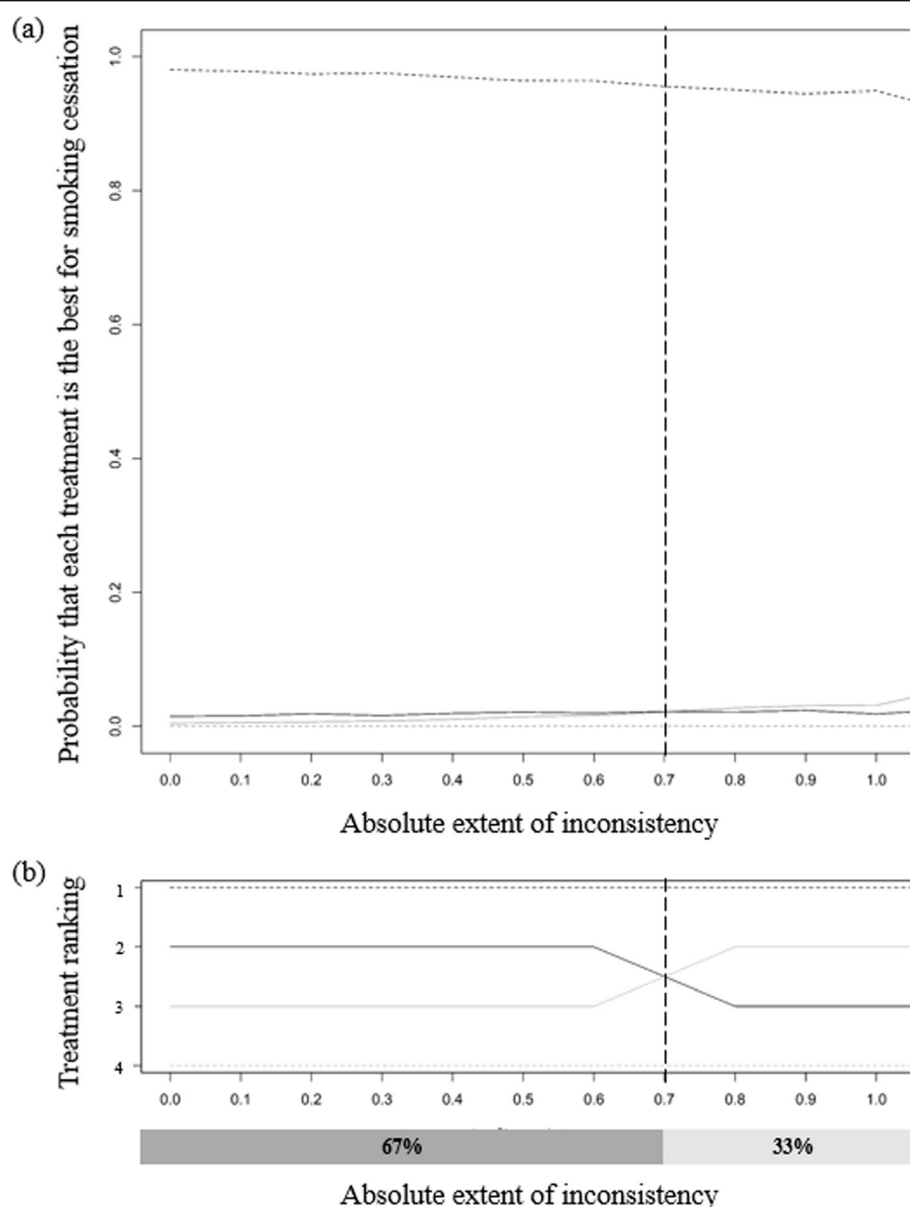 (a)
Probability that each treatment is the best for smoking cessation
1.0
0.8
0.6
0.4
0.2
0.0
0.0 0.1 0.2 0.3 0.4 0.5 0.6 0.7 0.8 0.9 1.0
Absolute extent of inconsistency
(b)
Treatment ranking
1
2
3
4
0.0 0.1 0.2 0.3 0.4 0.5 0.6 0.7 0.8 0.9 1.0
67% 33%
Absolute extent of inconsistency